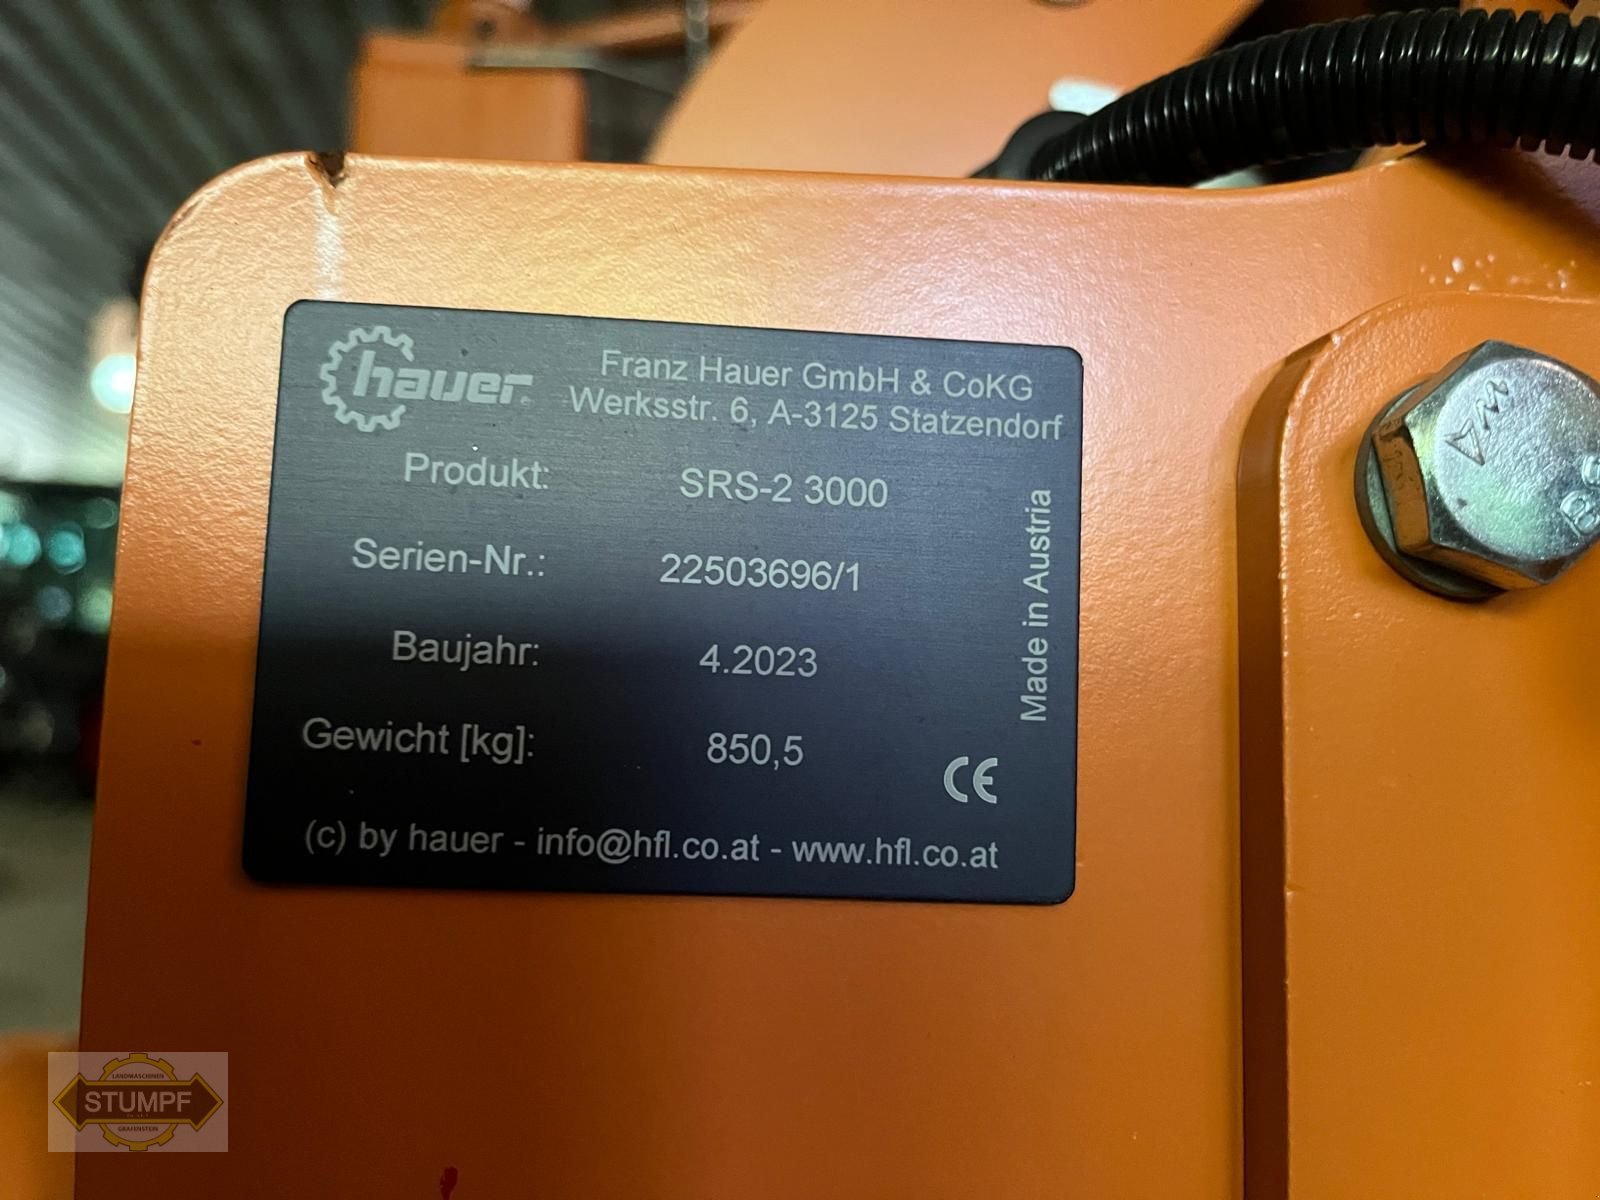 hauer®
Franz Hauer GmbH & CoKG
Werksstr. 6, A-3125 Statzendorf
Produkt: SRS-2 3000
Serien-Nr.: 22503696/1
Baujahr: 4.2023
Gewicht [kg]: 850,5
Made in Austria
CE
(c) by hauer - info@hfl.co.at - www.hfl.co.at
LANDMASCHINEN
STUMPF
GRAFENSTEIN